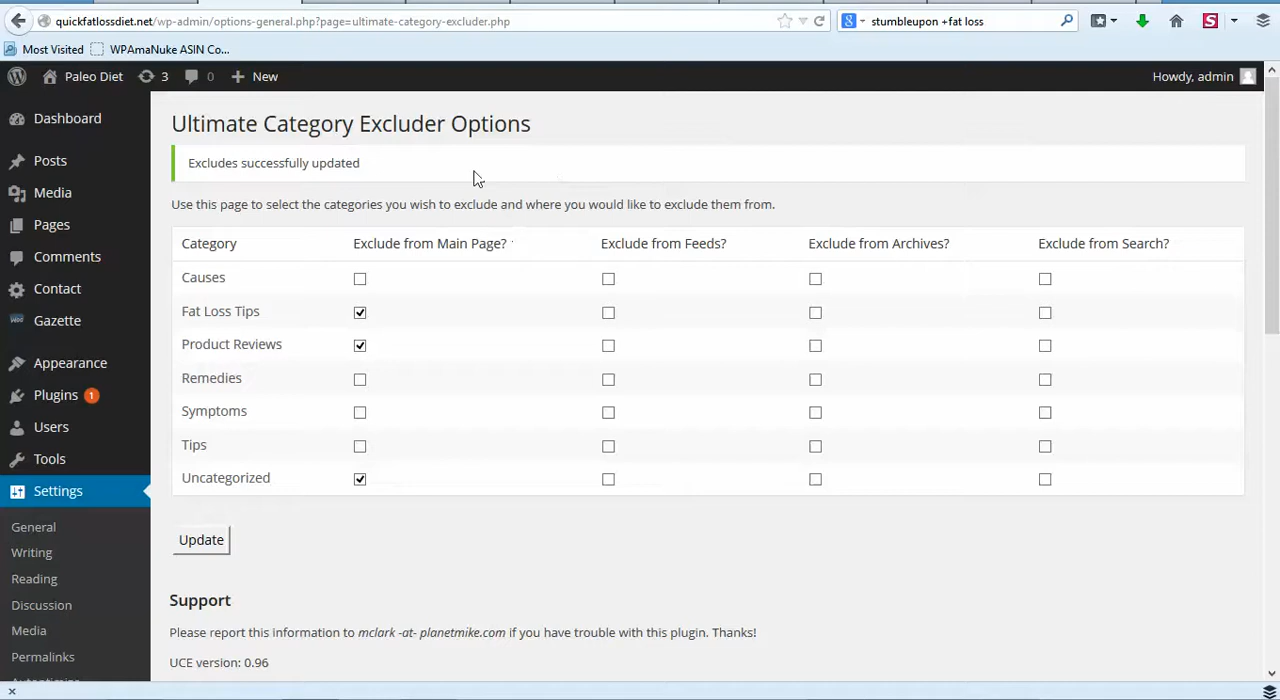 quickfatlossdiet.net/wp-admin/options-general.php?page=ultimate-category-excluder.php
stumbleupon +fat loss
Most Visited
WPAmaNuke ASIN Co...
Paleo Diet
3
0
New
Howdy, admin
Dashboard
Posts
Media
Pages
Comments
Contact
Gazette
Appearance
Plugins 1
Users
Tools
Settings
General
Writing
Reading
Discussion
Media
Permalinks
Ultimate Category Excluder Options
Excludes successfully updated
Use this page to select the categories you wish to exclude and where you would like to exclude them from.
Category Exclude from Main Page? Exclude from Feeds? Exclude from Archives? Exclude from Search?
Causes
Fat Loss Tips
Product Reviews
Remedies
Symptoms
Tips
Uncategorized
Update
Support
Please report this information to mclark -at- planetmike.com if you have trouble with this plugin. Thanks!
UCE version: 0.96